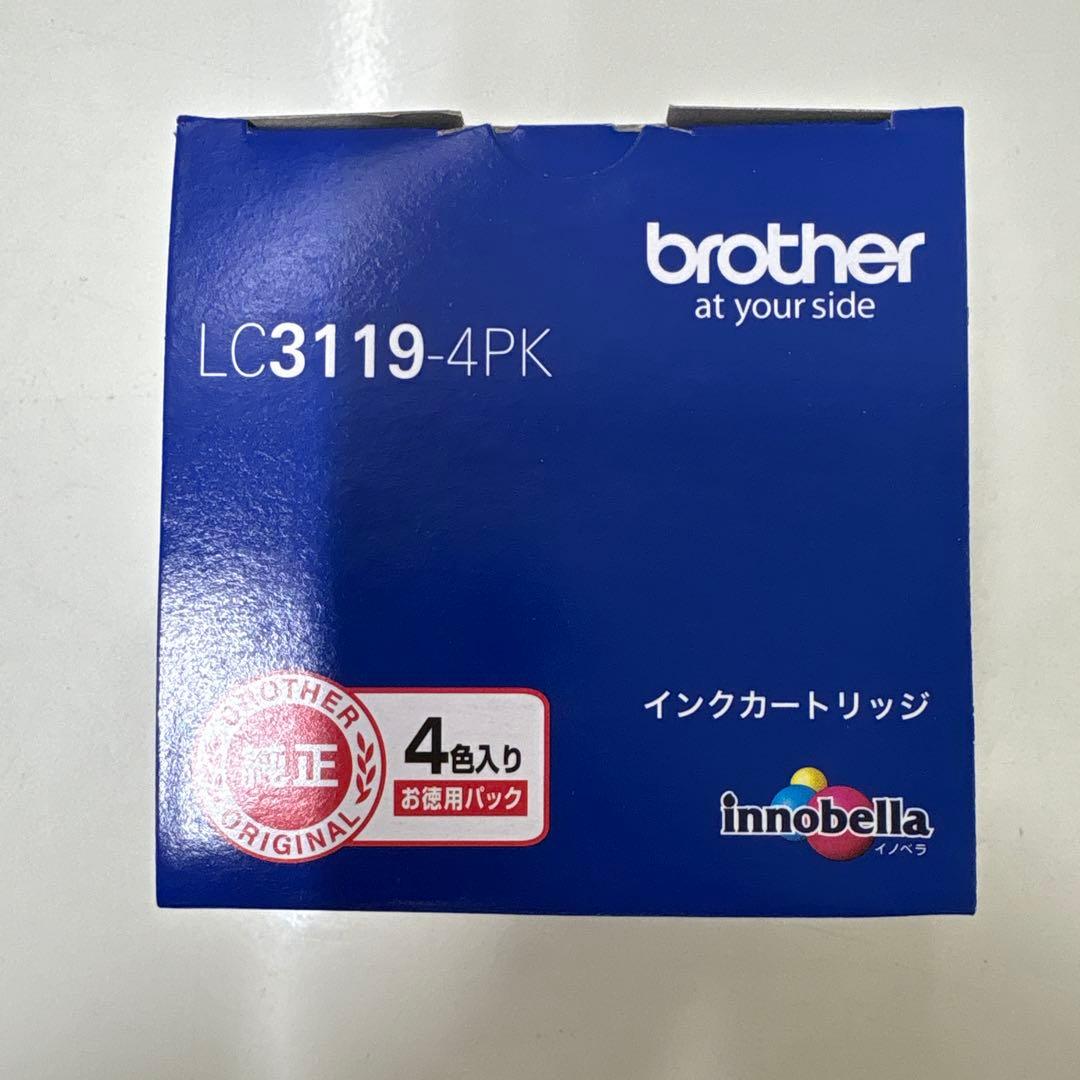 brother
at your side
LC3119-4PK
インクカートリッジ
BROTHER
純正
ORIGINAL
4色入り
お徳用パック
innobella
イノベラ